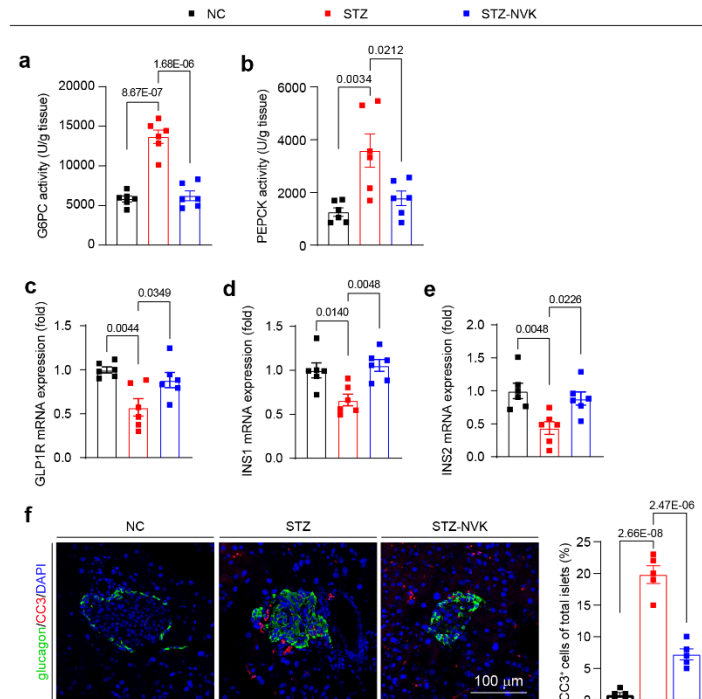 NC STZ STZ-NVK
a
G6PC activity (U/g tissue)
20000
15000
10000
5000
0
8.67E-07
1.68E-06
b
PEPCK activity (U/g tissue)
6000
4000
2000
0
0.0034
0.0212
c
GLP1R mRNA expression (fold)
1.5
1.0
0.5
0.0
0.0044
0.0349
d
INS1 mRNA expression (fold)
1.5
1.0
0.5
0.0
0.0140
0.0048
e
INS2 mRNA expression (fold)
2.0
1.5
1.0
0.5
0.0
0.0048
0.0226
f
NC STZ STZ-NVK
glucagon/CC3/DAPI
100 μm
CC3⁺ cells of total islets (%)
25
20
15
10
5
2.66E-08
2.47E-06